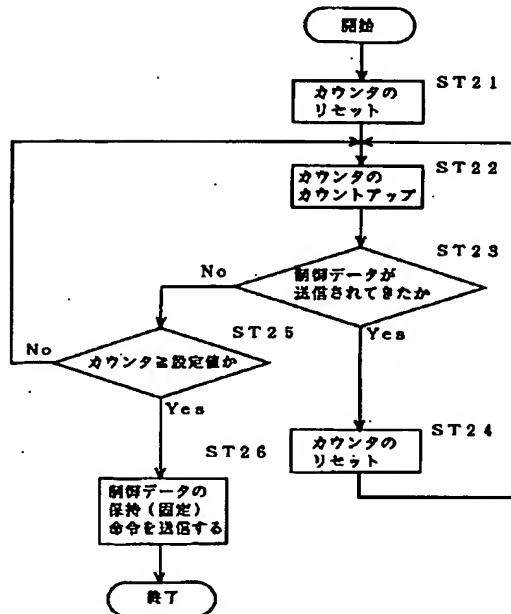 開始
ST21
カウンタの
リセット
ST22
カウンタの
カウントアップ
ST23
制御データが
送信されてきたか
No
Yes
ST25
カウンタ≧設定値か
No
Yes
ST24
カウンタの
リセット
ST26
制御データの
保持（固定）
命令を送信する
終了